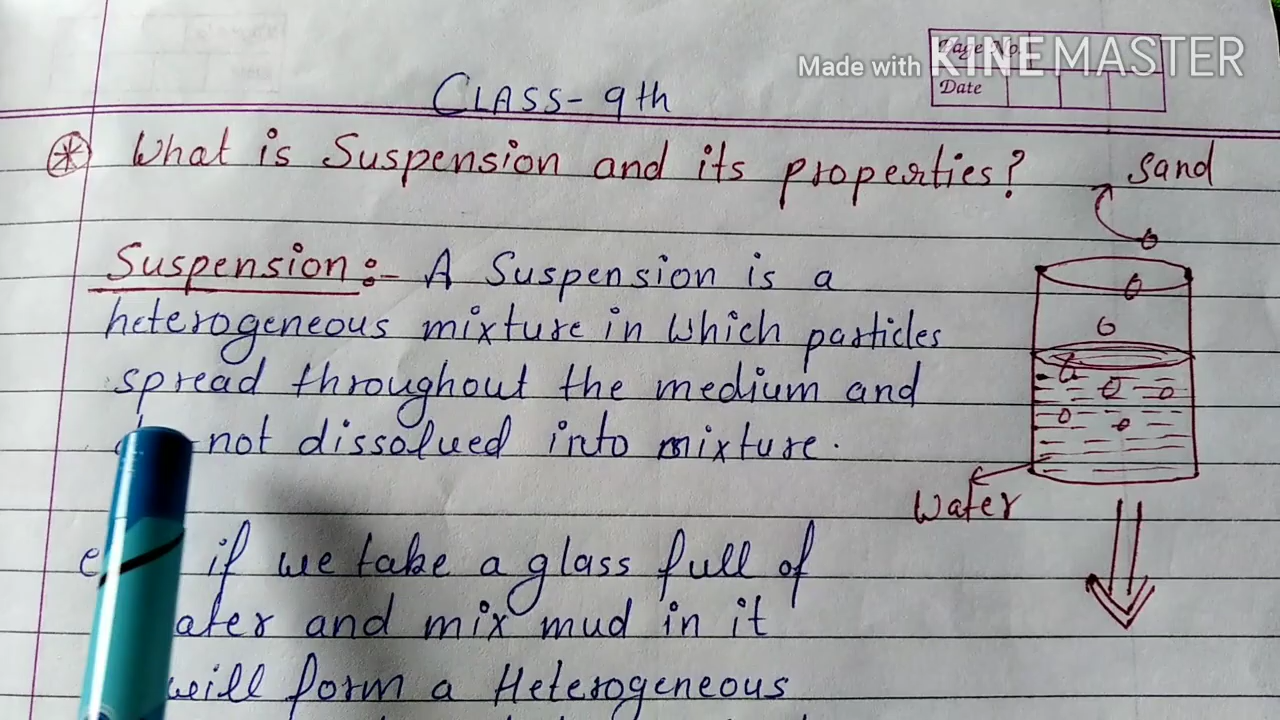 Made with KINEMASTER
Page No.
Date
CLASS-9th
What is Suspension and its properties?
Sand
Suspension:- A Suspension is a
heterogeneous mixture in which particles
spread throughout the medium and
not dissolved into mixture.
Water
if we take a glass full of
and mix mud in it
will form a Heterogeneous